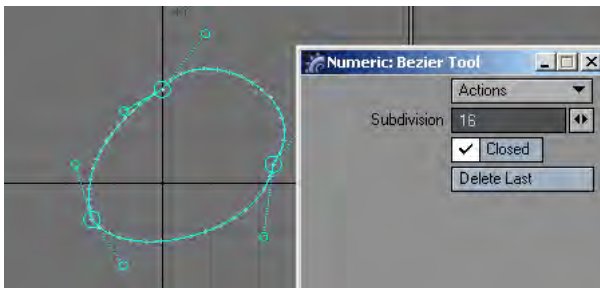 Numeric: Bezier Tool
Actions
Subdivision 16
Closed
Delete Last